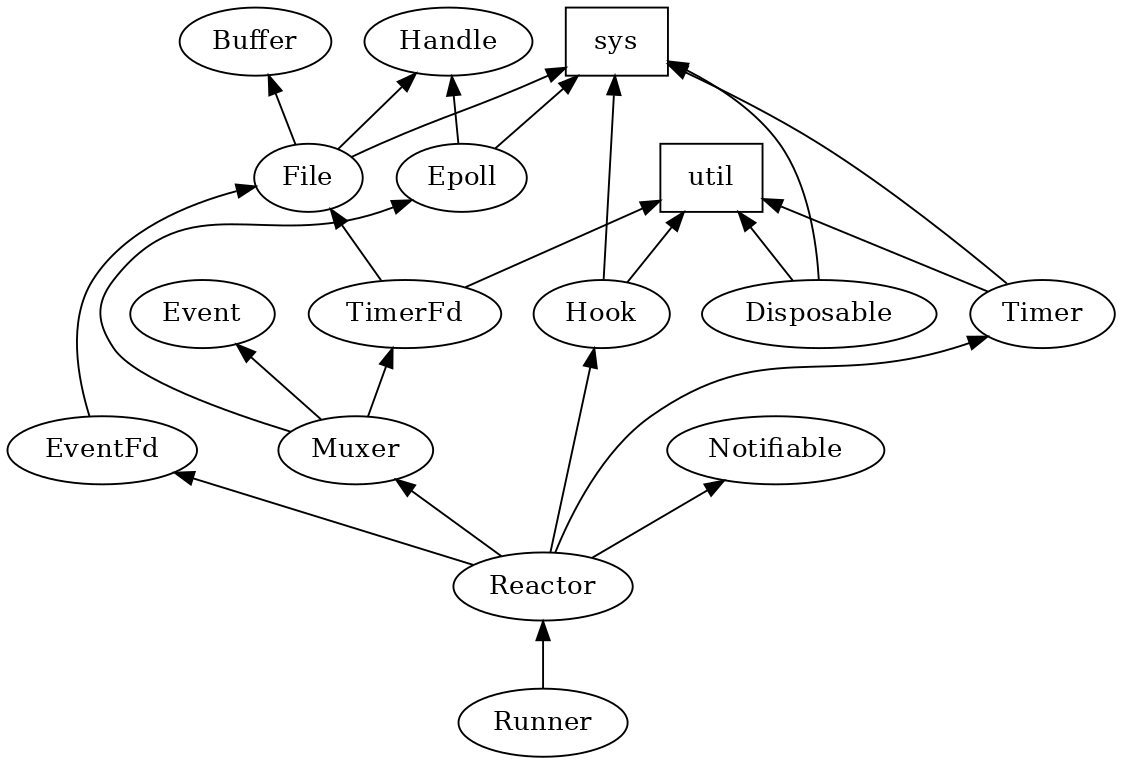 Buffer
Handle
sys
File
Epoll
util
Event
TimerFd
Hook
Disposable
Timer
EventFd
Muxer
Notifiable
Reactor
Runner